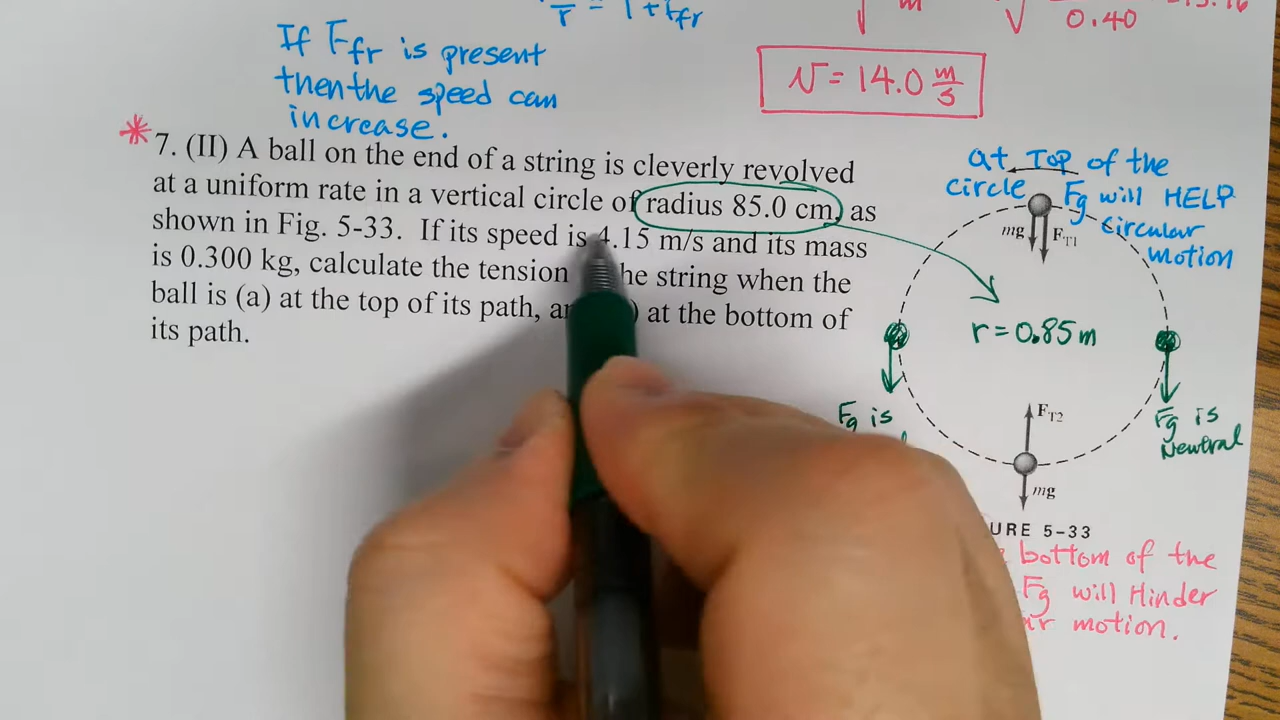 r = 1+Ffr
m
0.40
If Ffr is present
then the speed can
increase.
v = 14.0 m/s
* 7. (II) A ball on the end of a string is cleverly revolved
at a uniform rate in a vertical circle of radius 85.0 cm, as
shown in Fig. 5-33. If its speed is 4.15 m/s and its mass
is 0.300 kg, calculate the tension the string when the
ball is (a) at the top of its path, ) at the bottom of
its path.
at TOP of the
circle Fg will HELP
circular
motion
mg FT1
r = 0.85 m
Fg is
Fg is
Newtral
FT2
mg
URE 5-33
bottom of the
Fg will Hinder
motion.